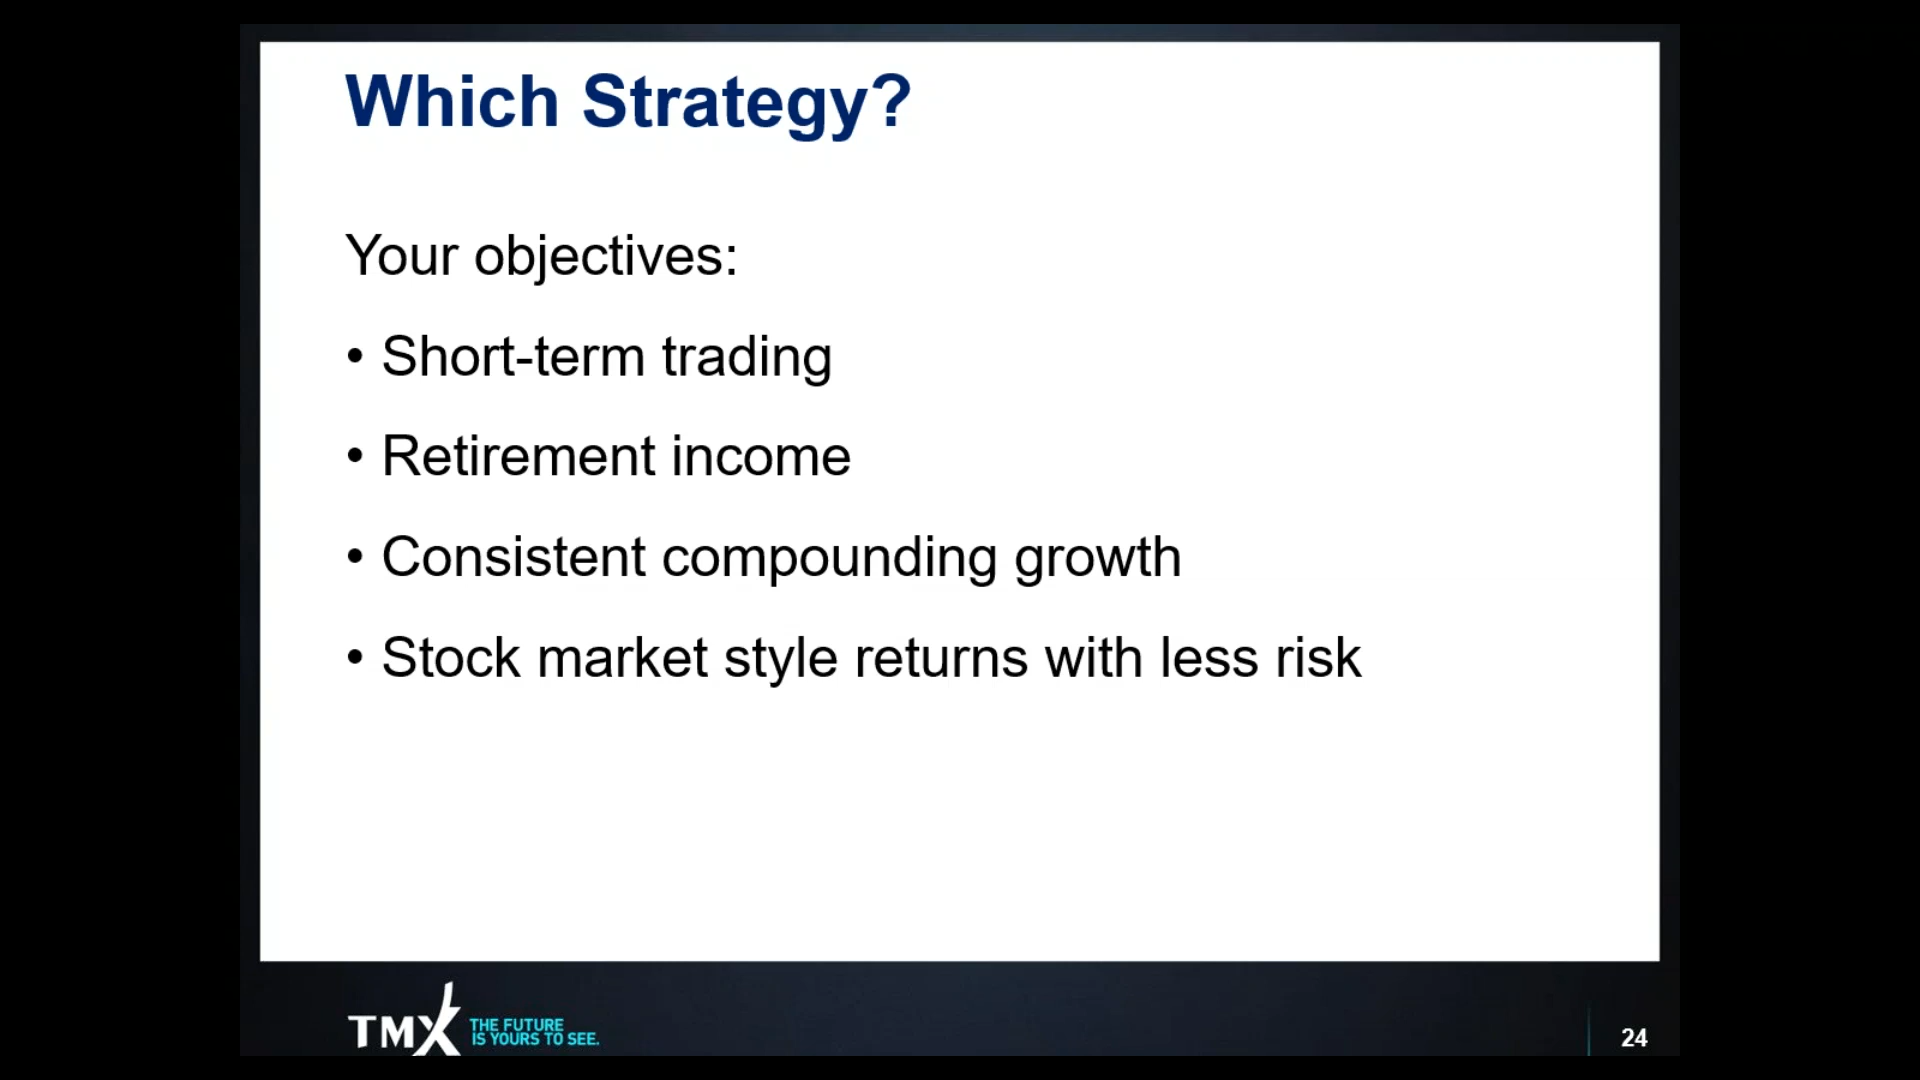 Which Strategy?
Your objectives:
• Short-term trading
• Retirement income
• Consistent compounding growth
• Stock market style returns with less risk
TMX THE FUTURE
IS YOURS TO SEE.
24